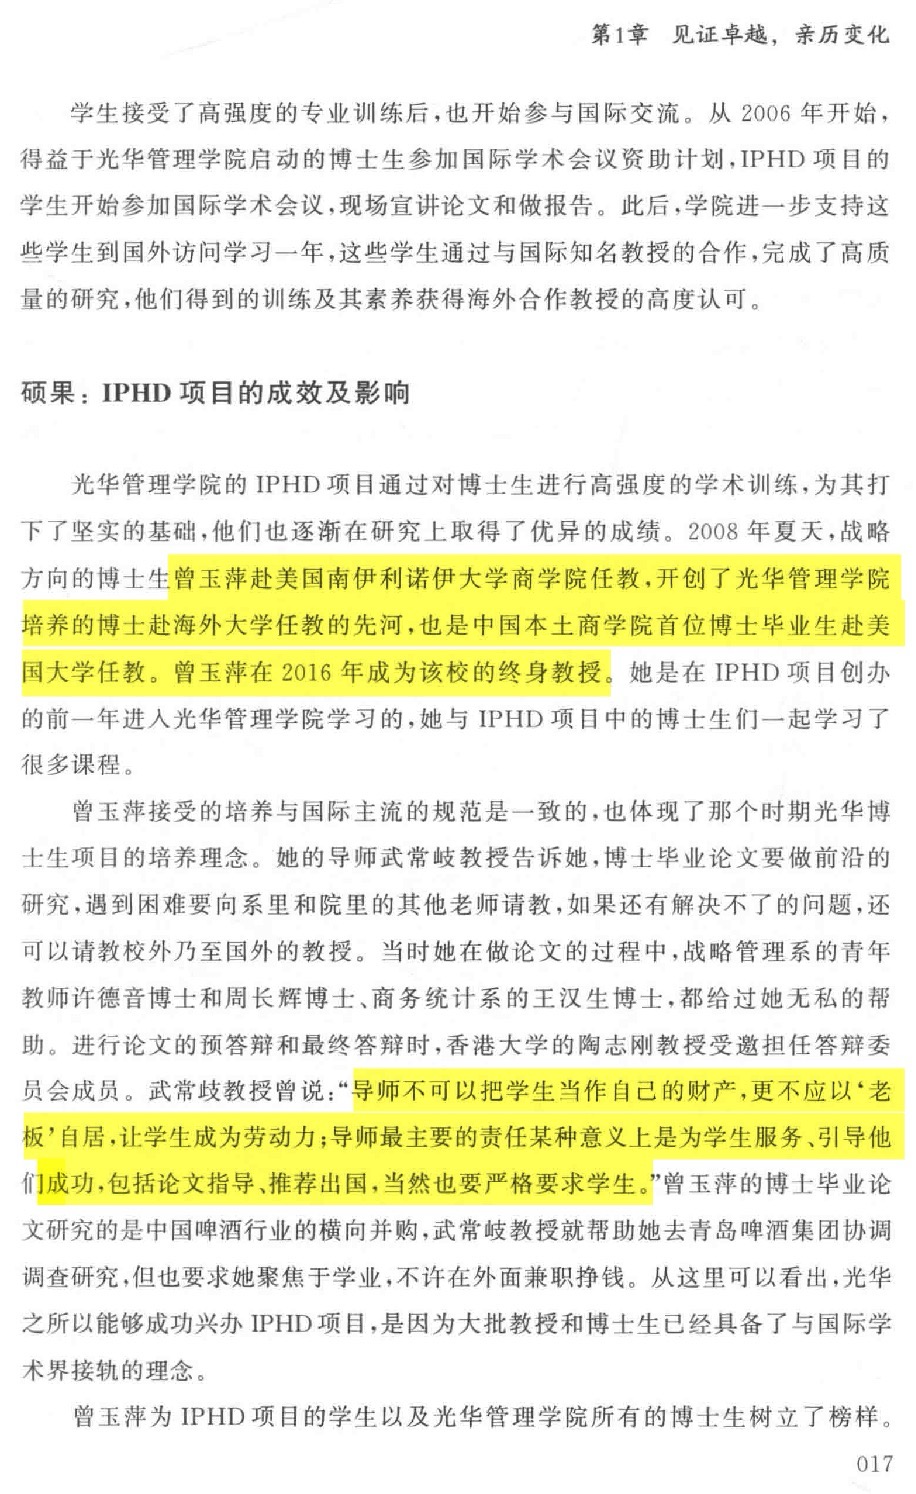 第1章 见证卓越，亲历变化
学生接受了高强度的专业训练后，也开始参与国际交流。从 2006 年开始，
得益于光华管理学院启动的博士生参加国际学术会议资助计划，IPHD 项目的
学生开始参加国际学术会议，现场宣讲论文和做报告。此后，学院进一步支持这
些学生到国外访问学习一年，这些学生通过与国际知名教授的合作，完成了高质
量的研究，他们得到的训练及其素养获得海外合作教授的高度认可。
硕果：IPHD 项目的成效及影响
光华管理学院的 IPHD 项目通过对博士生进行高强度的学术训练，为其打
下了坚实的基础，他们也逐渐在研究上取得了优异的成绩。2008 年夏天，战略
方向的博士生曾玉萍赴美国南伊利诺伊大学商学院任教，开创了光华管理学院
培养的博士赴海外大学任教的先河，也是中国本土商学院首位博士毕业生赴美
国大学任教。曾玉萍在 2016 年成为该校的终身教授。她是在 IPHD 项目创办
的前一年进入光华管理学院学习的，她与 IPHD 项目中的博士生们一起学习了
很多课程。
曾玉萍接受的培养与国际主流的规范是一致的，也体现了那个时期光华博
士生项目的培养理念。她的导师武常岐教授告诉她，博士毕业论文要做前沿的
研究，遇到困难要向系里和院里的其他老师请教，如果还有解决不了的问题，还
可以请教校外乃至国外的教授。当时她在做论文的过程中，战略管理系的青年
教师许德音博士和周长辉博士、商务统计系的王汉生博士，都给过她无私的帮
助。进行论文的预答辩和最终答辩时，香港大学的陶志刚教授受邀担任答辩委
员会成员。武常歧教授曾说：“导师不可以把学生当作自己的财产，更不应以‘老
板’自居，让学生成为劳动力；导师最主要的责任某种意义上是为学生服务、引导他
们成功，包括论文指导、推荐出国，当然也要严格要求学生。”曾玉萍的博士毕业论
文研究的是中国啤酒行业的横向并购，武常岐教授就帮助她去青岛啤酒集团协调
调查研究，但也要求她聚焦于学业，不许在外面兼职挣钱。从这里可以看出，光华
之所以能够成功兴办 IPHD 项目，是因为大批教授和博士生已经具备了与国际学
术界接轨的理念。
曾玉萍为 IPHD 项目的学生以及光华管理学院所有的博士生树立了榜样。
017